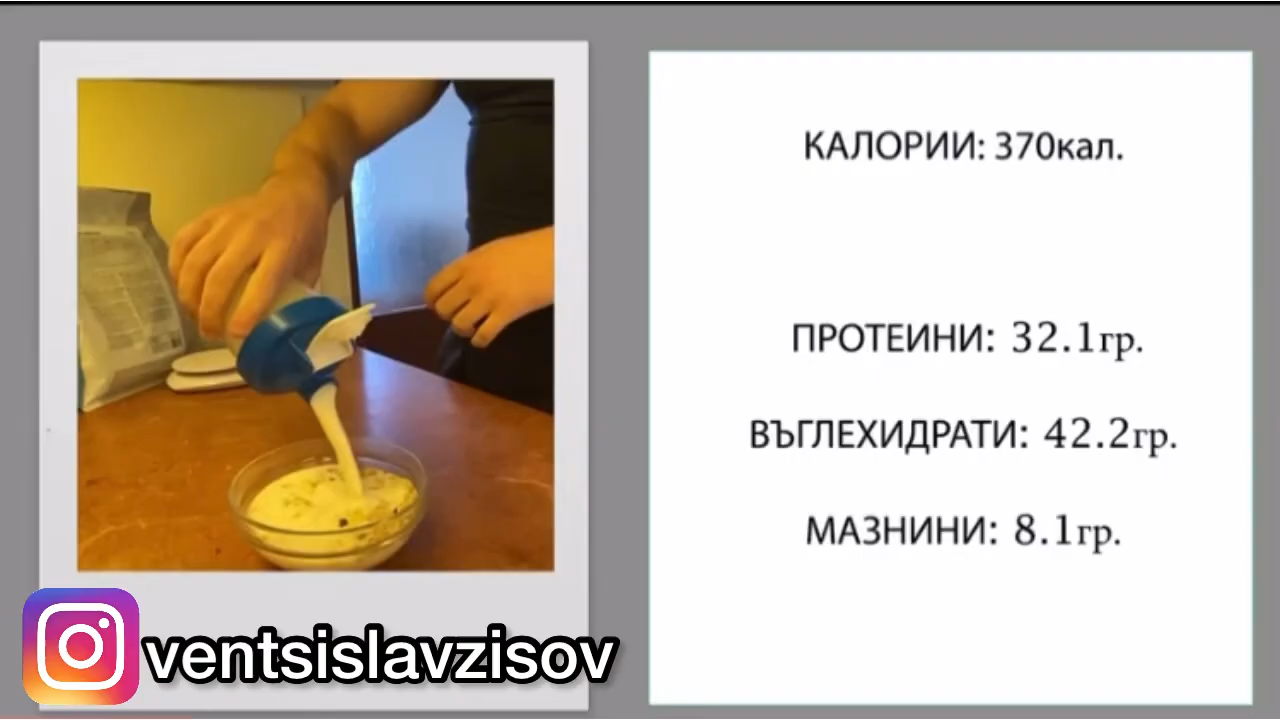 КАЛОРИИ: 370кал.
ПРОТЕИНИ: 32.1гр.
ВЪГЛЕХИДРАТИ: 42.2гр.
МАЗНИНИ: 8.1гр.
ventsislavzisov